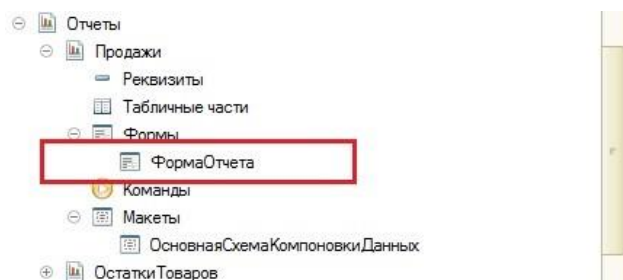 Отчеты
Продажи
Реквизиты
Табличные части
Формы
ФормаОтчета
Команды
Макеты
ОсновнаяСхемаКомпоновкиДанных
ОстаткиТоваров